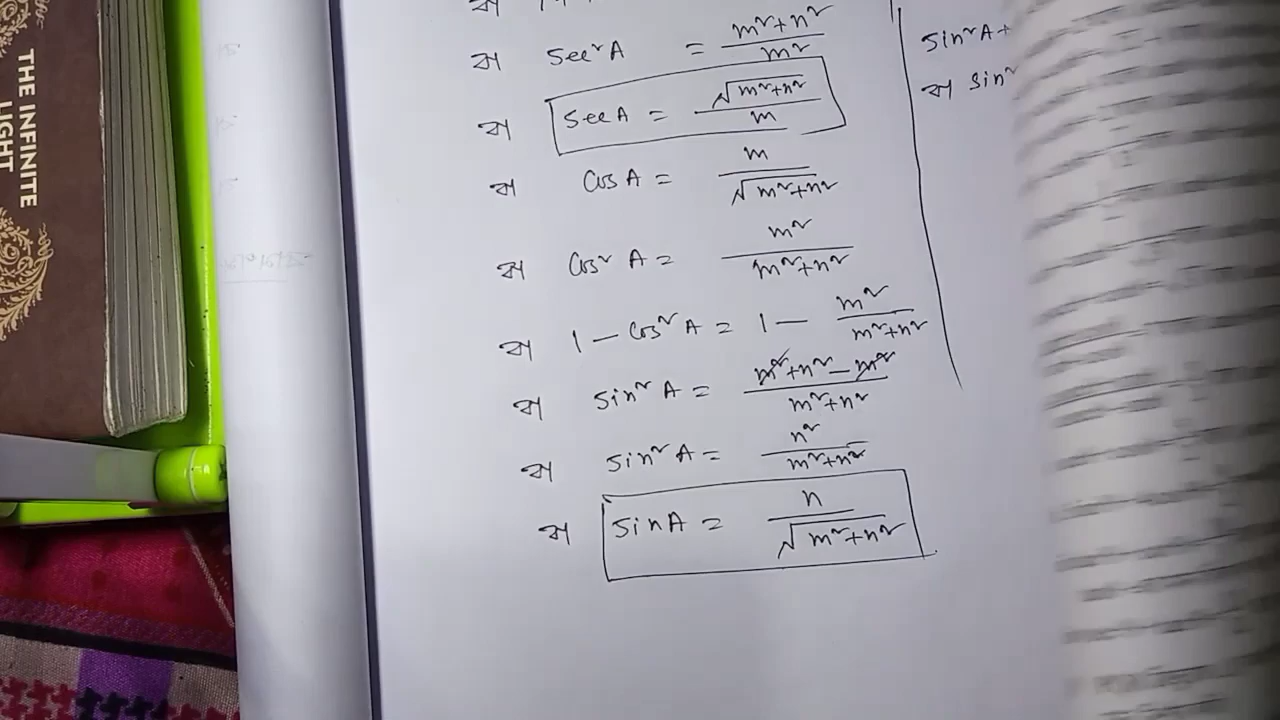 THE INFINITE
LIGHT
বা sec²A = m²+n² / m²
বা secA = √m²+n² / m
বা cosA = m / √m²+n²
বা cos²A = m² / m²+n²
বা 1 − cos²A = 1 − m² / m²+n²
বা sin²A = m²+n²−m² / m²+n²
বা sin²A = n² / m²+n²
বা sinA = n / √m²+n²
sin²A+
বা sin²